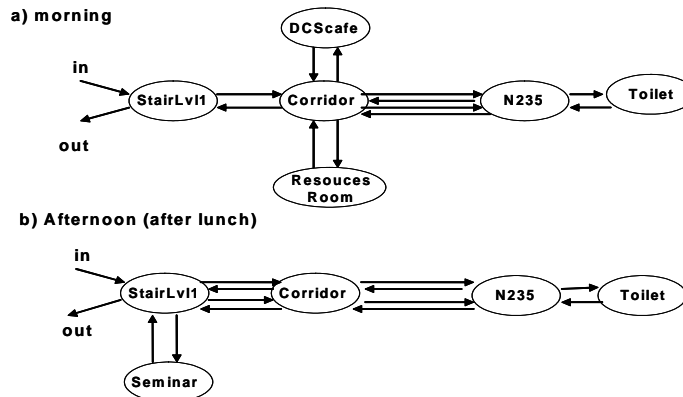 a) morning
DCScafe
in
StairLvl1
Corridor
N235
Toilet
out
Resouces
Room
b) Afternoon (after lunch)
in
StairLvl1
Corridor
N235
Toilet
out
Seminar